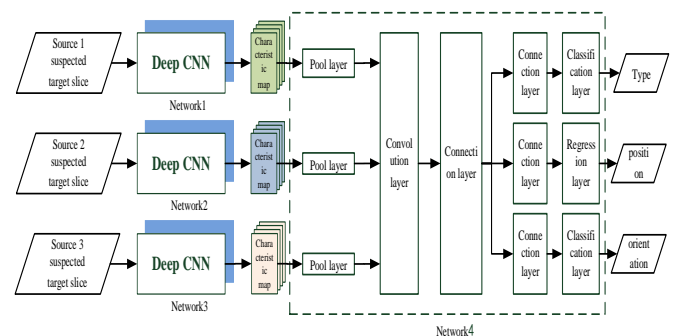 Source 1
suspected
target slice
Deep CNN
Network1
Chara
cterist
ic
map
Pool layer
Source 2
suspected
target slice
Deep CNN
Network2
Chara
cterist
ic
map
Pool layer
Source 3
suspected
target slice
Deep CNN
Network3
Chara
cterist
ic
map
Pool layer
Convol
ution
layer
Connecti
on layer
Conne
ction
layer
Classifi
cation
layer
Type
Conne
ction
layer
Regress
ion
layer
positi
on
Conne
ction
layer
Classifi
cation
layer
orient
ation
Network4